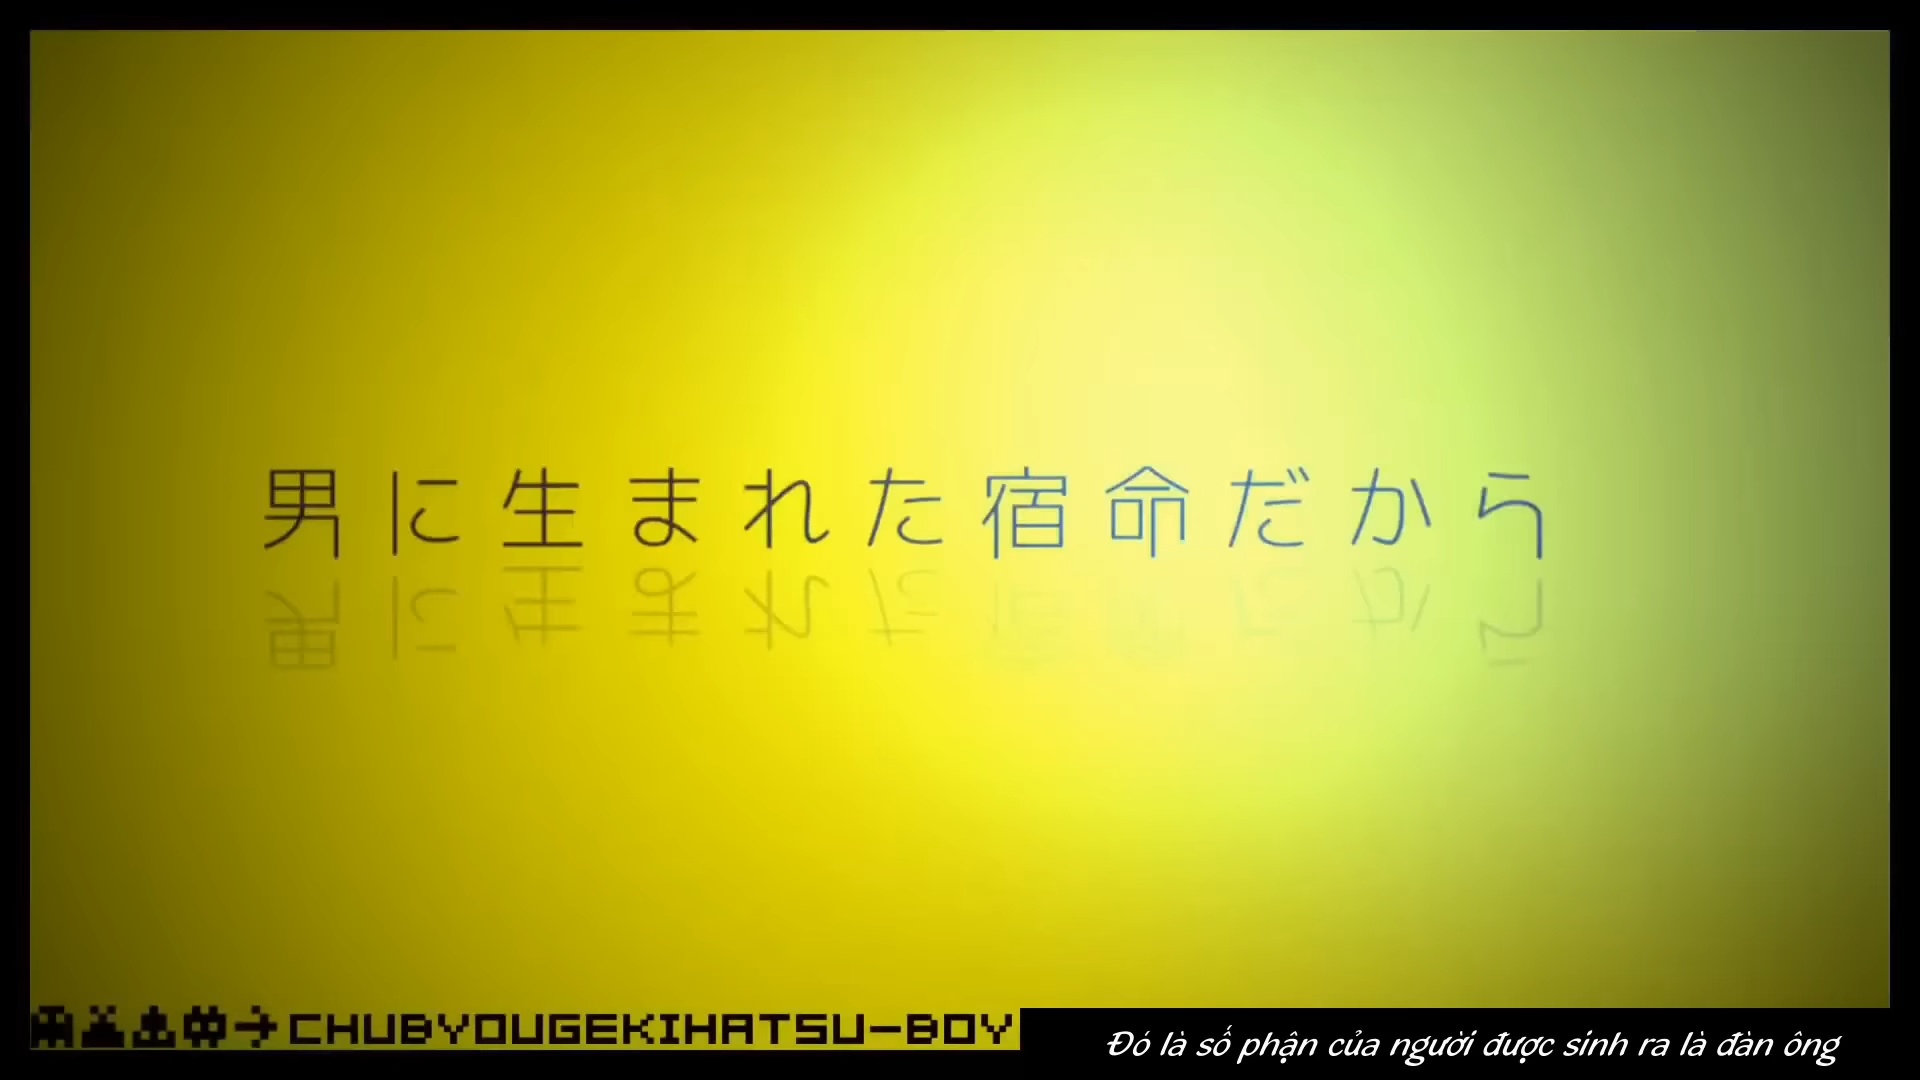 男に生まれた宿命だから
CHUBYOUGEKIHATSU-BOY
Đó là số phận của người được sinh ra là đàn ông